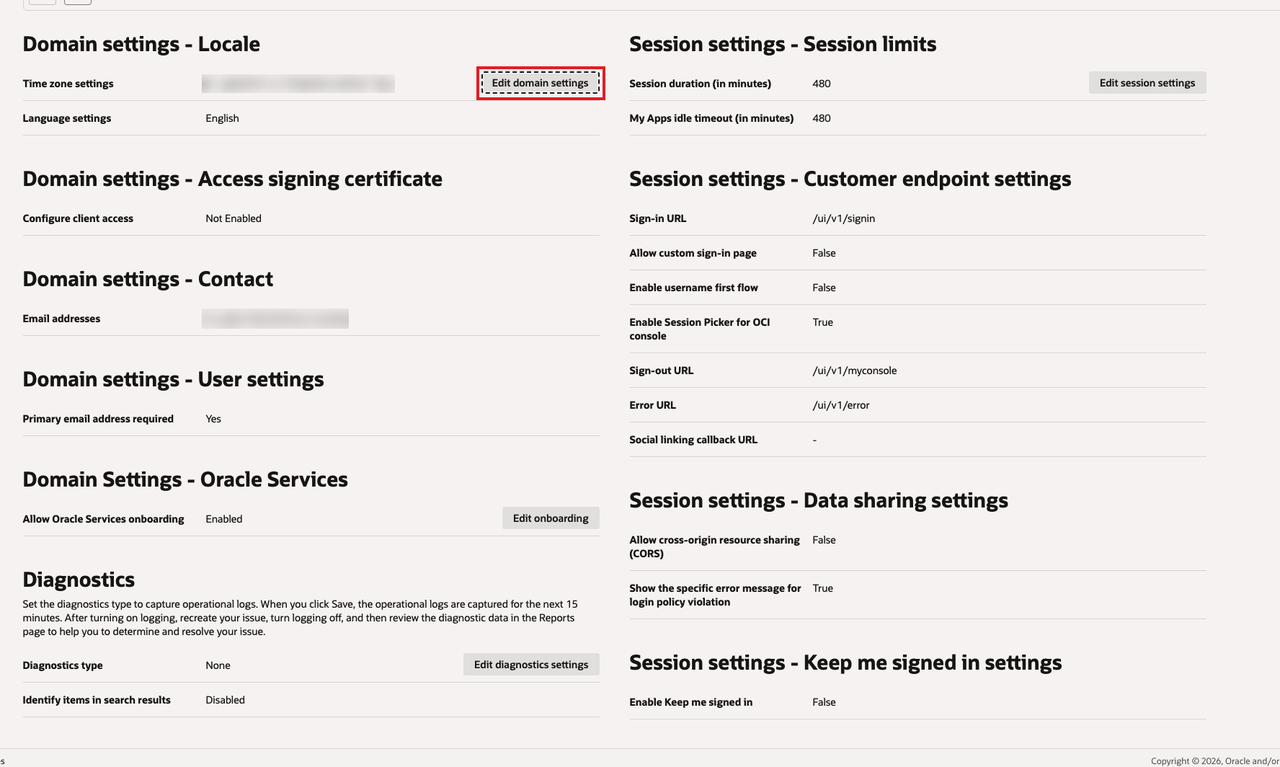 Domain settings - Locale
Time zone settings
Edit domain settings
Language settings English
Domain settings - Access signing certificate
Configure client access Not Enabled
Domain settings - Contact
Email addresses
Domain settings - User settings
Primary email address required Yes
Domain Settings - Oracle Services
Allow Oracle Services onboarding Enabled Edit onboarding
Diagnostics
Set the diagnostics type to capture operational logs. When you click Save, the operational logs are captured for the next 15
minutes. After turning on logging, recreate your issue, turn logging off, and then review the diagnostic data in the Reports
page to help you to determine and resolve your issue.
Diagnostics type None Edit diagnostics settings
Identify items in search results Disabled
Session settings - Session limits
Session duration (in minutes) 480 Edit session settings
My Apps idle timeout (in minutes) 480
Session settings - Customer endpoint settings
Sign-in URL /ui/v1/signin
Allow custom sign-in page False
Enable username first flow False
Enable Session Picker for OCI True
console
Sign-out URL /ui/v1/myconsole
Error URL /ui/v1/error
Social linking callback URL -
Session settings - Data sharing settings
Allow cross-origin resource sharing False
(CORS)
Show the specific error message for True
login policy violation
Session settings - Keep me signed in settings
Enable Keep me signed in False
Copyright © 2026, Oracle and/or